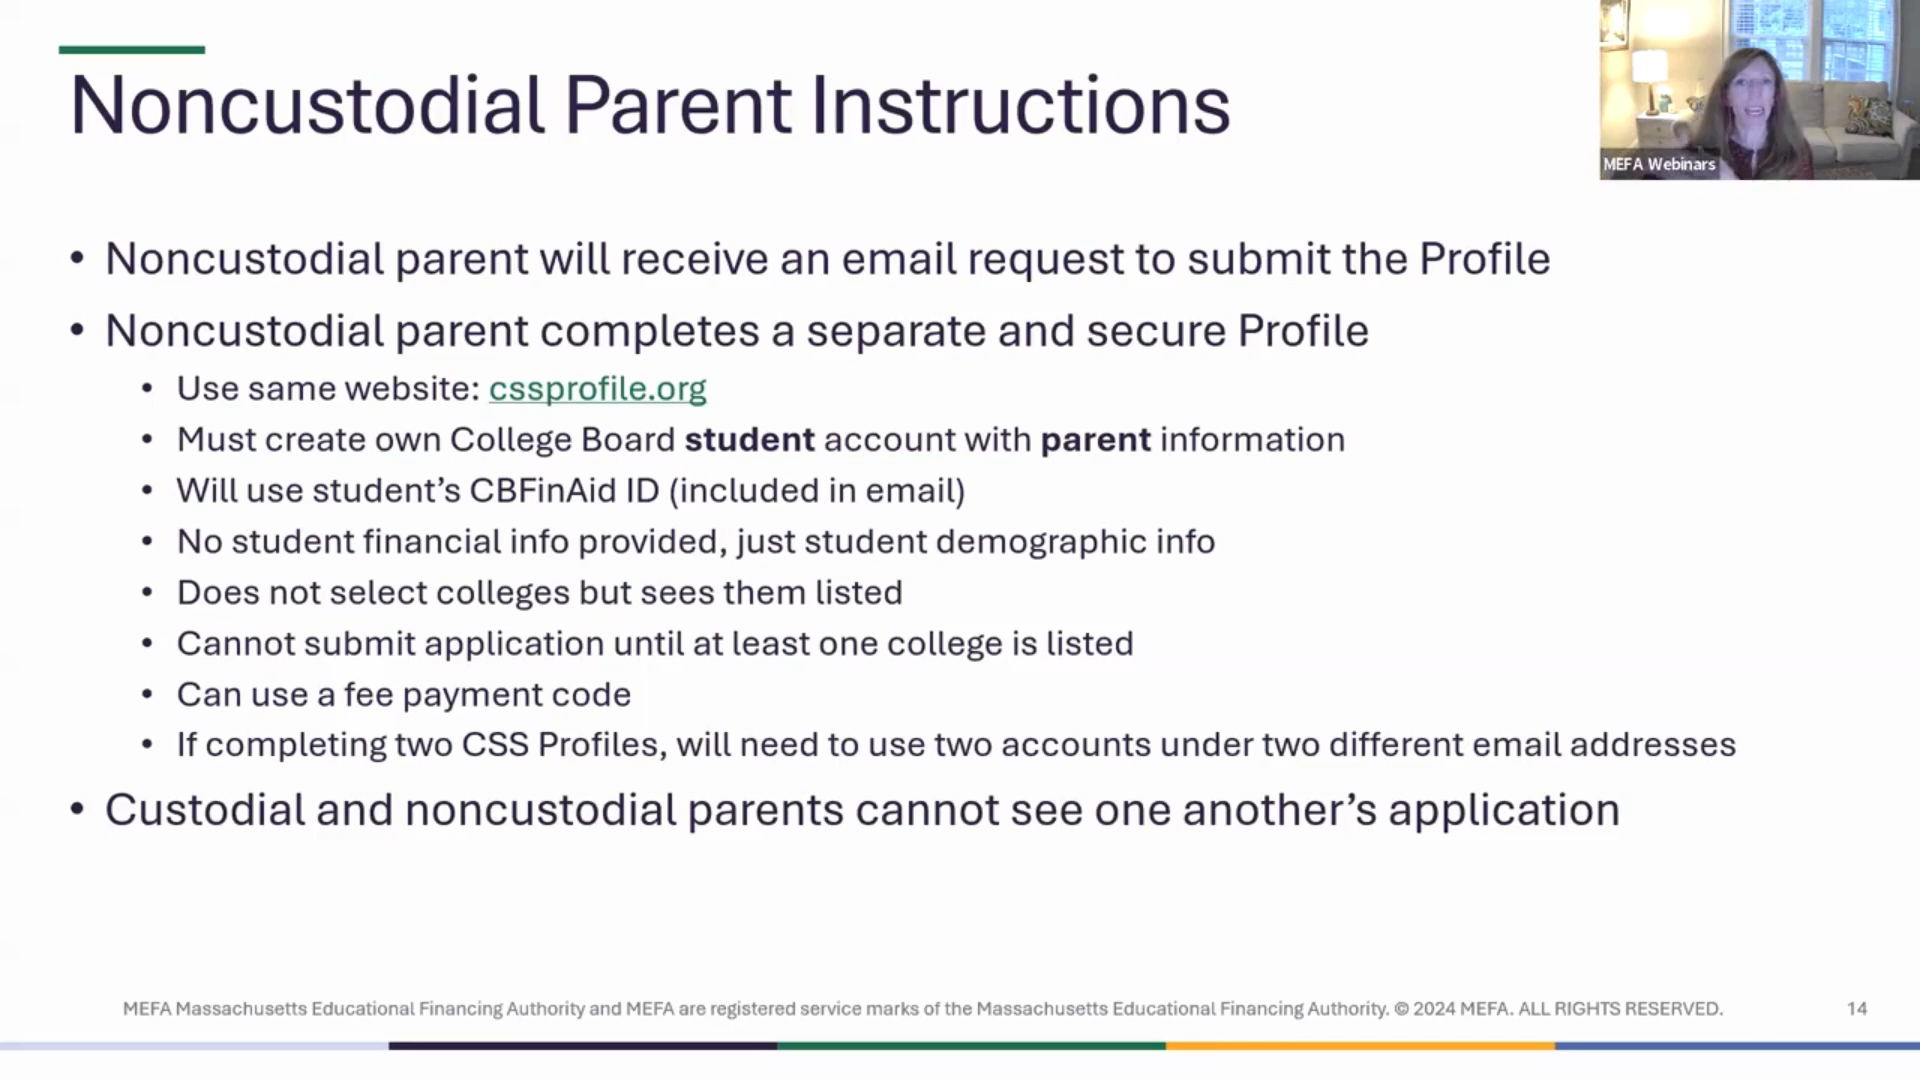 Noncustodial Parent Instructions
MEFA Webinars
• Noncustodial parent will receive an email request to submit the Profile
• Noncustodial parent completes a separate and secure Profile
• Use same website: cssprofile.org
• Must create own College Board student account with parent information
• Will use student’s CBFinAid ID (included in email)
• No student financial info provided, just student demographic info
• Does not select colleges but sees them listed
• Cannot submit application until at least one college is listed
• Can use a fee payment code
• If completing two CSS Profiles, will need to use two accounts under two different email addresses
• Custodial and noncustodial parents cannot see one another’s application
MEFA Massachusetts Educational Financing Authority and MEFA are registered service marks of the Massachusetts Educational Financing Authority. © 2024 MEFA. ALL RIGHTS RESERVED.
14